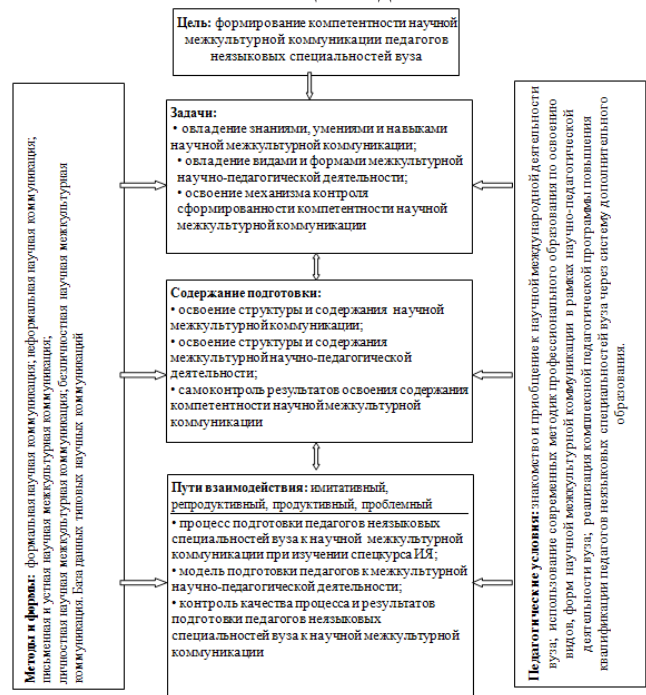 Цель: формирование компетентности научной
межкультурной коммуникации педагогов
неязыковых специальностей вуза
Задачи:
• овладение знаниями, умениями и навыками
научной межкультурной коммуникации;
• овладение видами и формами межкультурной
научно-педагогической деятельности;
• освоение механизма контроля
сформированности компетентности научной
межкультурной коммуникации
Содержание подготовки:
• освоение структуры и содержания научной
межкультурной коммуникации;
• освоение структуры и содержания
межкультурной научно-педагогической
деятельности;
• самоконтроль результатов освоения содержания
компетентности научной межкультурной
коммуникации
Пути взаимодействия: имитативный,
репродуктивный, продуктивный, проблемный
• процесс подготовки педагогов неязыковых
специальностей вуза к научной межкультурной
коммуникации при изучении спецкурса ИЯ;
• модель подготовки педагогов к межкультурной
научно-педагогической деятельности;
• контроль качества процесса и результатов
подготовки педагогов неязыковых
специальностей вуза к научной межкультурной
коммуникации
Методы и формы: формальная научная коммуникация; неформальная научная коммуникация;
письменная и устная научная межкультурная коммуникация;
личностная научная межкультурная коммуникация; безличностная научная межкультурная
коммуникация. База данных типовых научных коммуникаций
Педагогические условия: знакомство и приобщение к научной международной деятельности
вуза; использование современных методик профессионального образования по освоению
видов, форм научной межкультурной коммуникации в рамках научно-педагогической
деятельности вуза; реализация комплексной педагогической программы повышения
квалификации педагогов неязыковых специальностей вуза через систему дополнительного
образования.